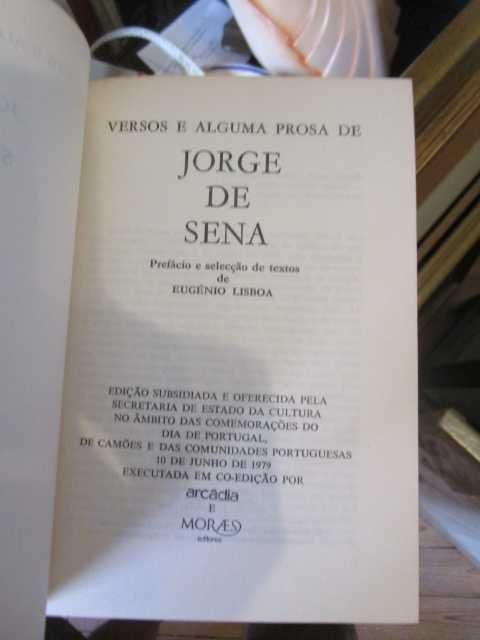 VERSOS E ALGUMA PROSA DE
JORGE
DE
SENA
Prefácio e selecção de textos
de
EUGÉNIO LISBOA
EDIÇÃO SUBSIDIADA E OFERECIDA PELA
SECRETARIA DE ESTADO DA CULTURA
NO ÂMBITO DAS COMEMORAÇÕES DO
DIA DE PORTUGAL,
DE CAMÕES E DAS COMUNIDADES PORTUGUESAS
10 DE JUNHO DE 1979
EXECUTADA EM CO-EDIÇÃO POR
arcádia
E
MORÆS
editores